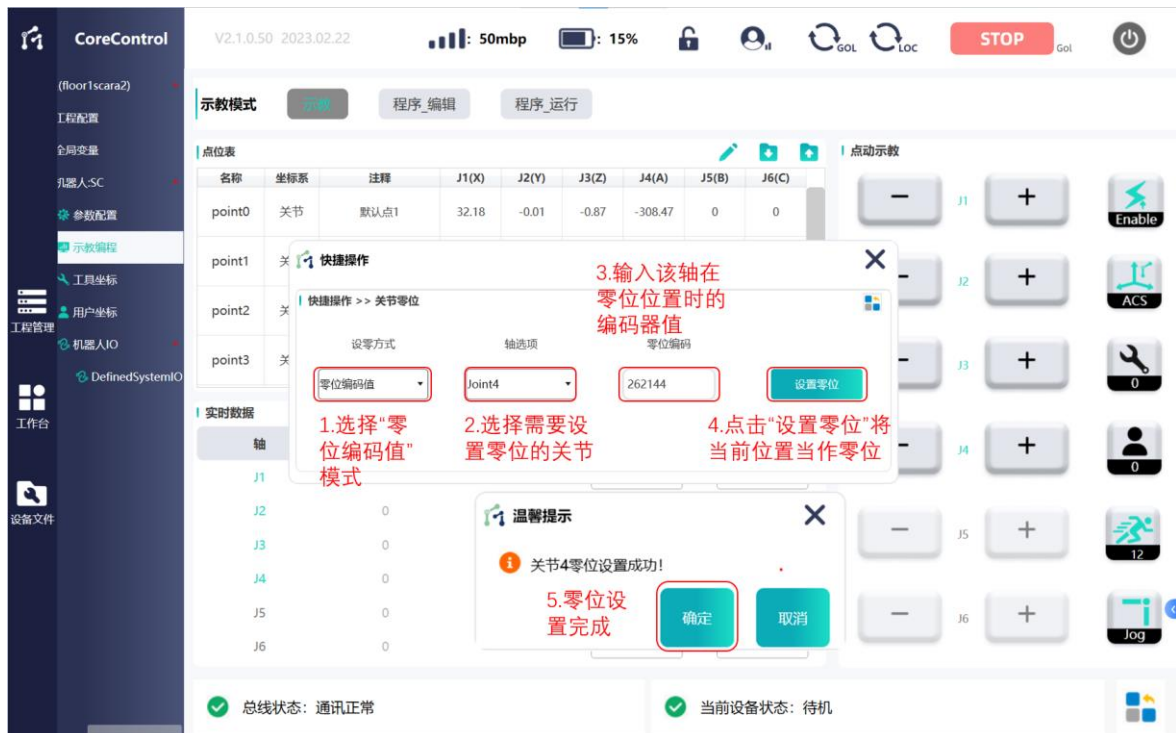 CoreControl
V2.1.0.50 2023.02.22
: 50mbp
: 15%
GOL
LOC
STOP
Gol
(floor1scara2)
工程配置
全局变量
机器人:SC
参数配置
示教编程
工具坐标
用户坐标
机器人IO
DefinedSystemIO
工程管理
工作台
设备文件
示教模式
示教
程序_编辑
程序_运行
点位表
名称 坐标系 注释 J1(X) J2(Y) J3(Z) J4(A) J5(B) J6(C)
point0 关节 默认点1 32.18 -0.01 -0.87 -308.47 0 0
point1
point2
point3
快捷操作
快捷操作 >> 关节零位
设零方式 轴选项 零位编码
零位编码值 Joint4 262144 设置零位
1.选择“零
位编码值”
模式
2.选择需要设
置零位的关节
3.输入该轴在
零位位置时的
编码器值
4.点击“设置零位”将
当前位置当作零位
实时数据
轴
J1
J2 0
J3 0
J4 0
J5 0
J6 0
温馨提示
关节4零位设置成功!
5.零位设
置完成
确定
取消
点动示教
− J1 +
− J2 +
− J3 +
− J4 +
− J5 +
− J6 +
Enable
ACS
0
0
12
Jog
总线状态：通讯正常
当前设备状态：待机